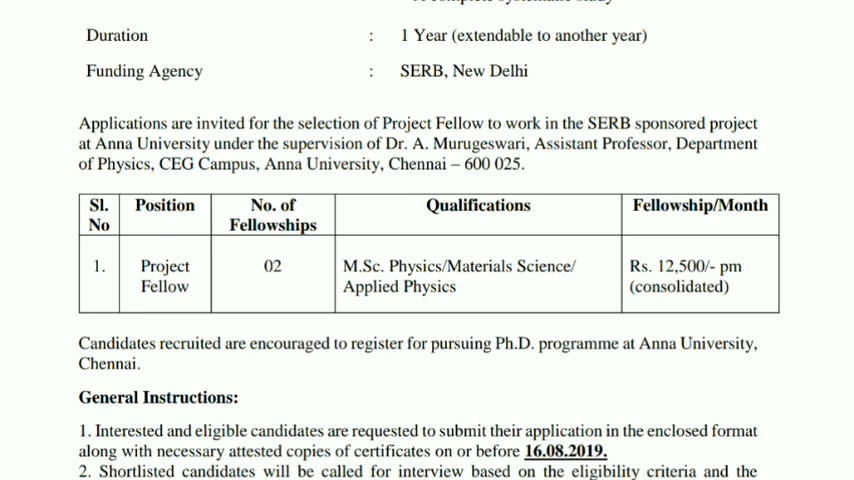 Duration : 1 Year (extendable to another year)
Funding Agency : SERB, New Delhi
Applications are invited for the selection of Project Fellow to work in the SERB sponsored project
at Anna University under the supervision of Dr. A. Murugeswari, Assistant Professor, Department
of Physics, CEG Campus, Anna University, Chennai – 600 025.
Sl. No Position No. of Fellowships Qualifications Fellowship/Month
1. Project Fellow 02 M.Sc. Physics/Materials Science/ Applied Physics Rs. 12,500/- pm (consolidated)
Candidates recruited are encouraged to register for pursuing Ph.D. programme at Anna University,
Chennai.
General Instructions:
1. Interested and eligible candidates are requested to submit their application in the enclosed format
along with necessary attested copies of certificates on or before 16.08.2019.
2. Shortlisted candidates will be called for interview based on the eligibility criteria and the